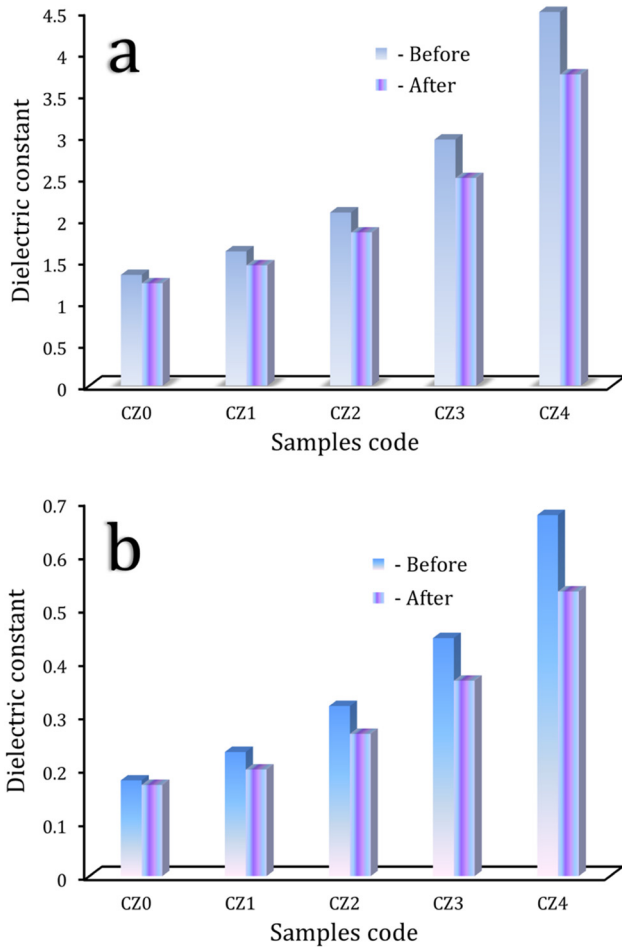 a
- Before
- After
Dielectric constant
4.5
4
3.5
3
2.5
2
1.5
1
0.5
0
CZ0 CZ1 CZ2 CZ3 CZ4
Samples code
b
- Before
- After
Dielectric constant
0.7
0.6
0.5
0.4
0.3
0.2
0.1
0
CZ0 CZ1 CZ2 CZ3 CZ4
Samples code